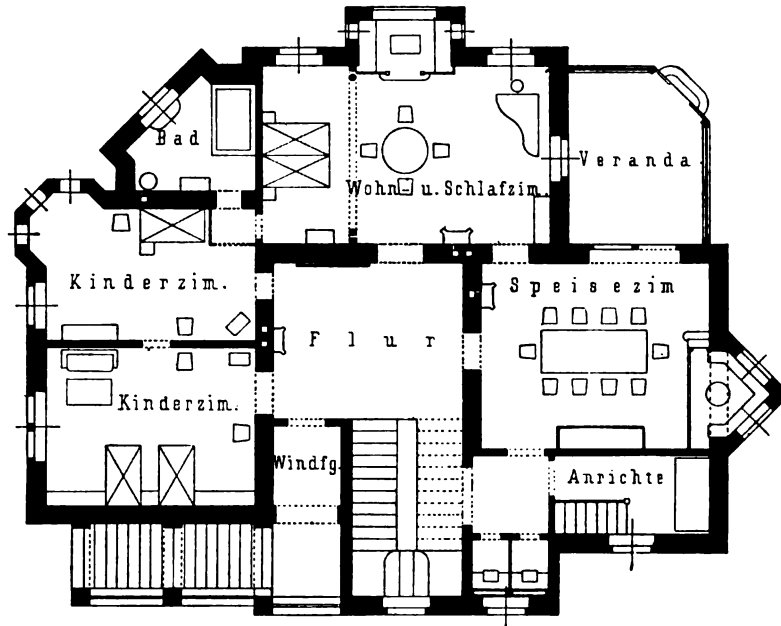 Bad
Wohn- u. Schlafzim.
Veranda
Kinderzim.
Speisezim
Flur
Kinderzim.
Windfg.
Anrichte